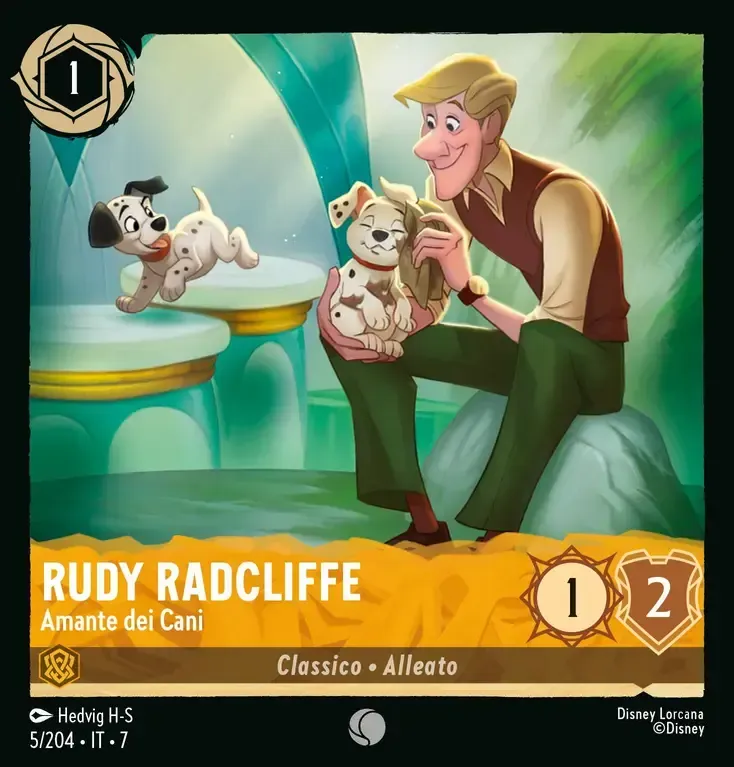 1
RUDY RADCLIFFE
Amante dei Cani
1
2
Classico • Alleato
Hedvig H-S
5/204 • IT • 7
Disney Lorcana
©Disney